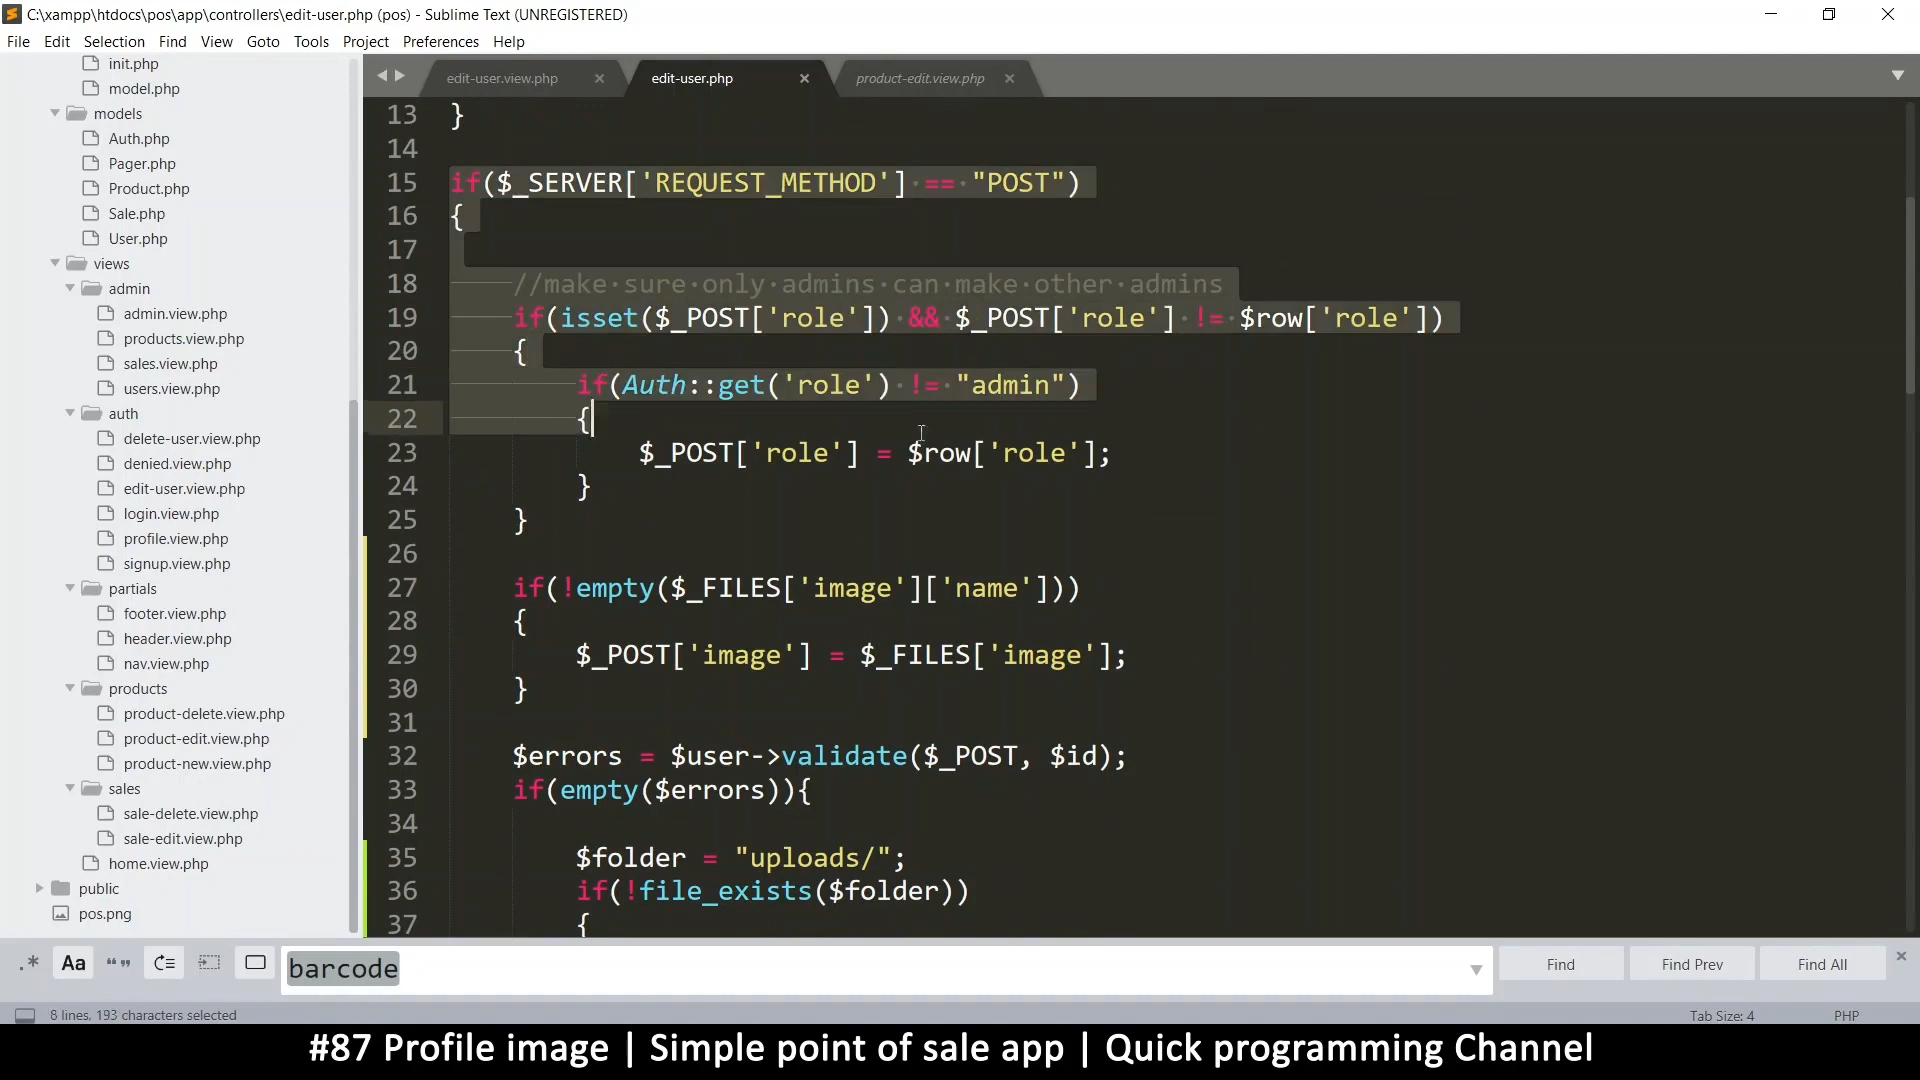 C:\xampp\htdocs\pos\app\controllers\edit-user.php (pos) - Sublime Text (UNREGISTERED)
File Edit Selection Find View Goto Tools Project Preferences Help
init.php
model.php
models
Auth.php
Pager.php
Product.php
Sale.php
User.php
views
admin
admin.view.php
products.view.php
sales.view.php
users.view.php
auth
delete-user.view.php
denied.view.php
edit-user.view.php
login.view.php
profile.view.php
signup.view.php
partials
footer.view.php
header.view.php
nav.view.php
products
product-delete.view.php
product-edit.view.php
product-new.view.php
sales
sale-delete.view.php
sale-edit.view.php
home.view.php
public
pos.png
edit-user.view.php × edit-user.php × product-edit.view.php ×
13 }
14
15 if($_SERVER['REQUEST_METHOD'] == "POST")
16 {
17
18 //make sure only admins can make other admins
19 if(isset($_POST['role']) && $_POST['role'] != $row['role'])
20 {
21 if(Auth::get('role') != "admin")
22 {
23 $_POST['role'] = $row['role'];
24 }
25 }
26
27 if(!empty($_FILES['image']['name']))
28 {
29 $_POST['image'] = $_FILES['image'];
30 }
31
32 $errors = $user->validate($_POST, $id);
33 if(empty($errors)){
34
35 $folder = "uploads/";
36 if(!file_exists($folder))
37 {
.* Aa “” barcode Find Find Prev Find All ×
8 lines, 193 characters selected Tab Size: 4 PHP
#87 Profile image | Simple point of sale app | Quick programming Channel